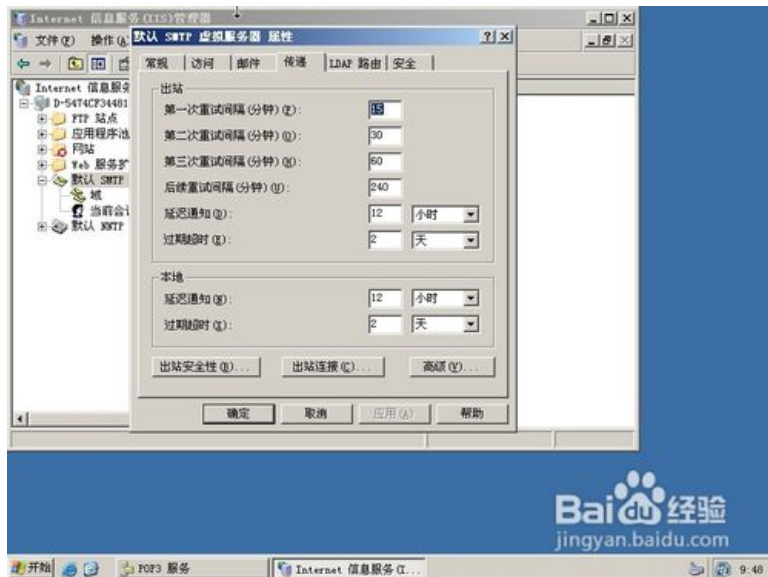 Internet 信息服务(IIS)管理器
文件(F) 操作(A)
默认 SMTP 虚拟服务器 属性
常规 访问 邮件 传递 LDAP 路由 安全
Internet 信息服务
D-5474CF34481
FTP 站点
应用程序池
网站
Web 服务扩
默认 SMTP
域
当前会话
默认 NNTP
出站
第一次重试间隔(分钟)(F): 15
第二次重试间隔(分钟)(O): 30
第三次重试间隔(分钟)(M): 60
后续重试间隔(分钟)(U): 240
延迟通知(D): 12 小时
过期超时(E): 2 天
本地
延迟通知(N): 12 小时
过期超时(T): 2 天
出站安全性(B)... 出站连接(C)... 高级(V)...
确定 取消 应用(A) 帮助
Baidu 经验
jingyan.baidu.com
开始 POP3 服务 Internet 信息服务(I... 9:48